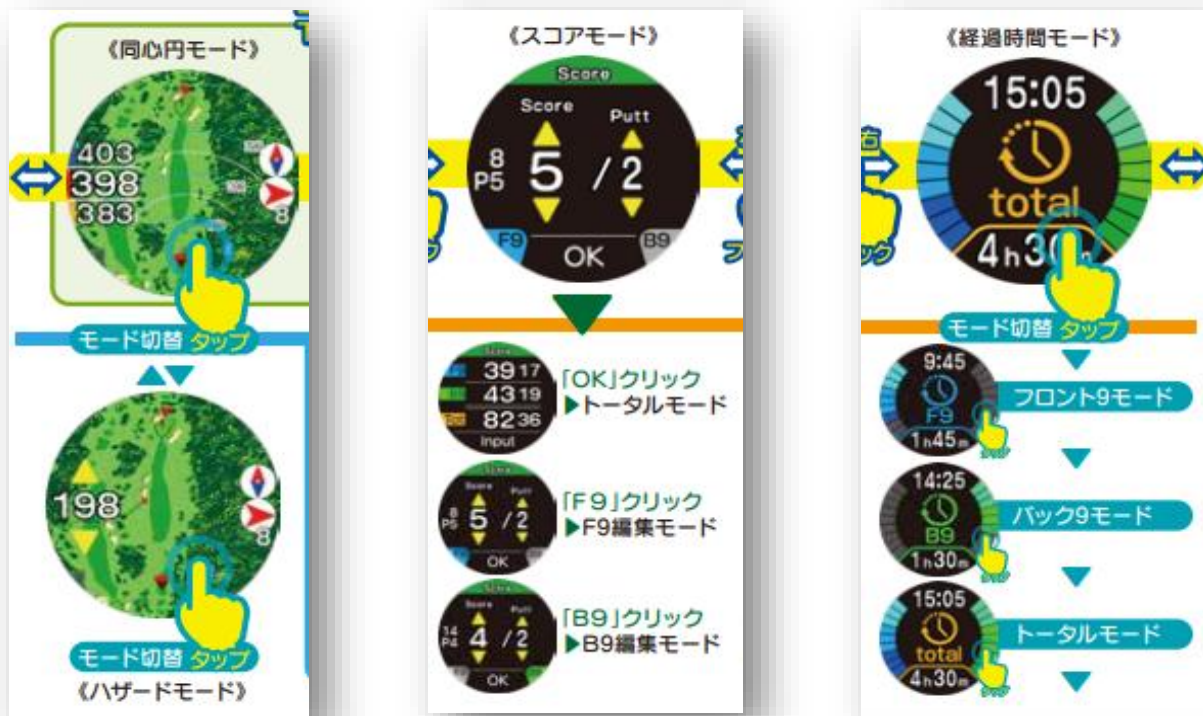 《同心円モード》
403
398
383
8
モード切替 タップ
198
8
モード切替 タップ
《ハザードモード》
《スコアモード》
Score
Score Putt
8
P5
5 / 2
F9 B9
OK
Score
39 17
43 19
82 36
Input
「OK」クリック
▶トータルモード
Score
Score Putt
8
P5
5 / 2
OK
「F9」クリック
▶F9編集モード
Score
Score Putt
14
P4
4 / 2
OK
「B9」クリック
▶B9編集モード
《経過時間モード》
15:05
右
total
4h30m
ック
モード切替 タップ
9:45
F9
1h45m
フロント9モード
14:25
B9
1h30m
バック9モード
15:05
total
4h30m
トータルモード